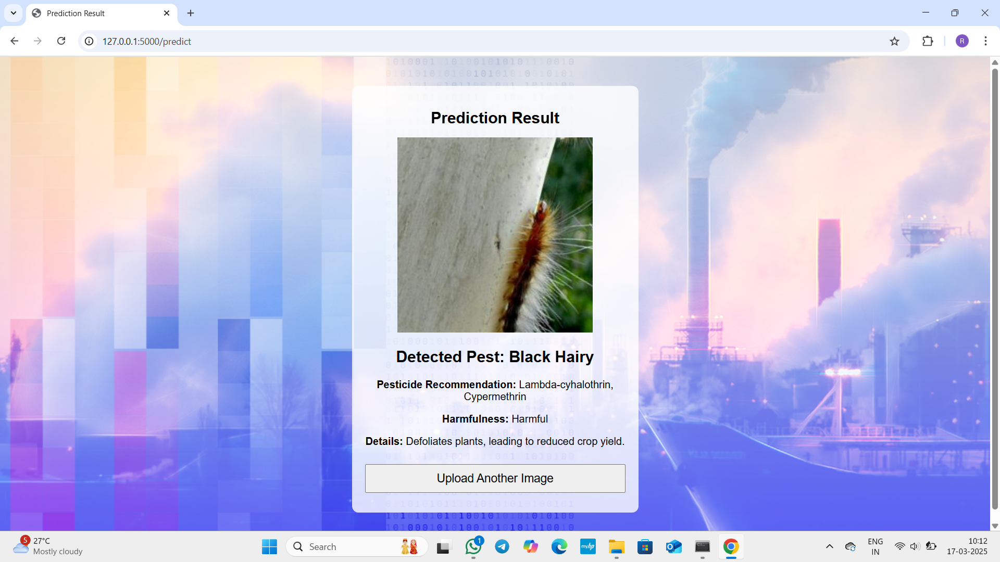 Prediction Result
127.0.0.1:5000/predict
R
Prediction Result
Detected Pest: Black Hairy
Pesticide Recommendation: Lambda-cyhalothrin,
Cypermethrin
Harmfulness: Harmful
Details: Defoliates plants, leading to reduced crop yield.
Upload Another Image
5
27°C
Mostly cloudy
Search
1
myhp
ENG
IN
10:12
17-03-2025